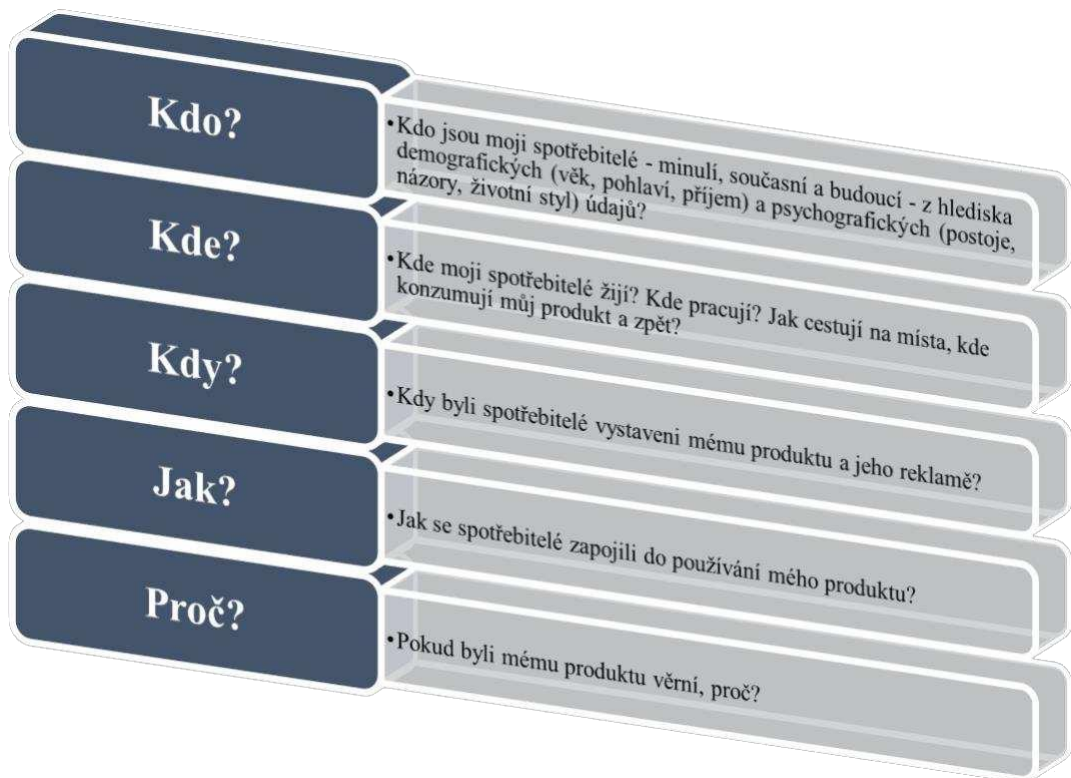 Kdo?
•Kdo jsou moji spotřebitelé - minulí, současní a budoucí - z hlediska
demografických (věk, pohlaví, příjem) a psychografických (postoje,
názory, životní styl) údajů?
Kde?
•Kde moji spotřebitelé žijí? Kde pracují? Jak cestují na místa, kde
konzumují můj produkt a zpět?
Kdy?
•Kdy byli spotřebitelé vystaveni mému produktu a jeho reklamě?
Jak?
•Jak se spotřebitelé zapojili do používání mého produktu?
Proč?
•Pokud byli mému produktu věrní, proč?